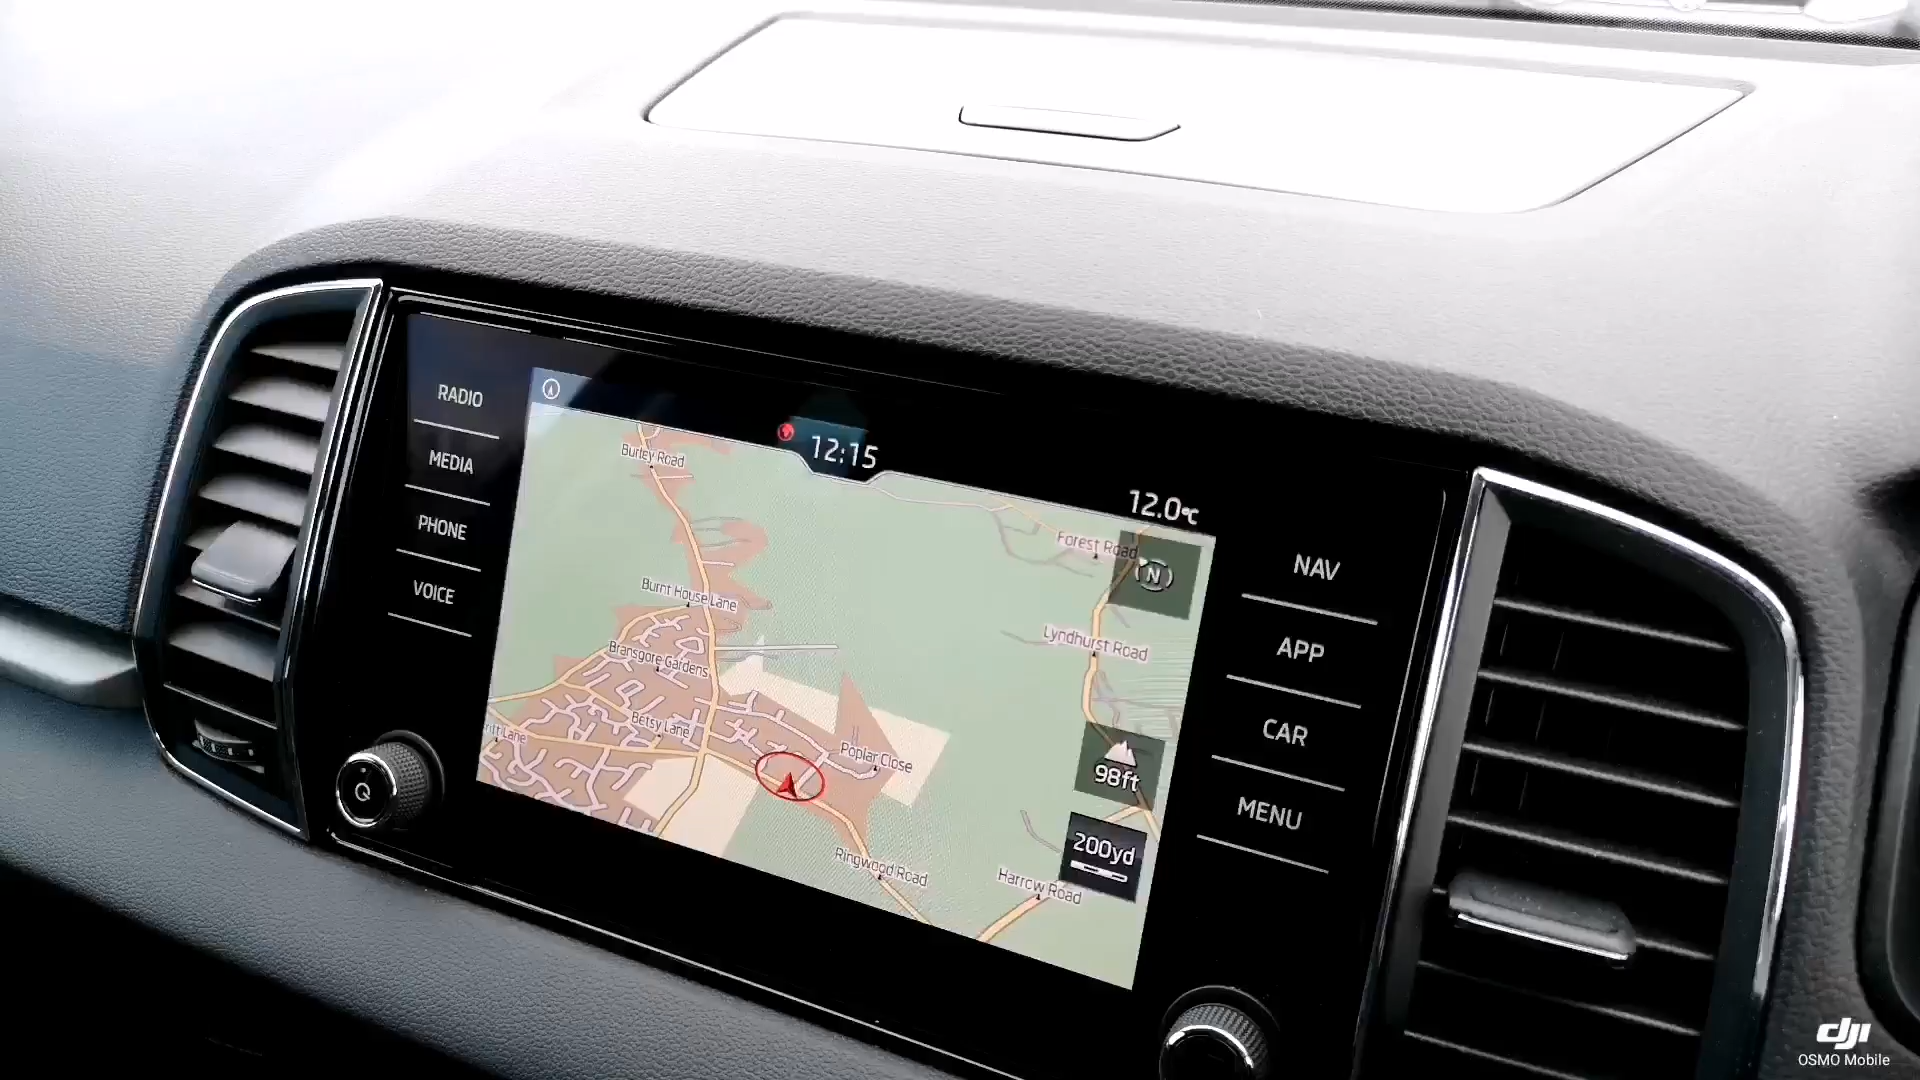 RADIO
MEDIA
PHONE
VOICE
12:15
12.0°C
Burley Road
Forest Road
N
Burnt House Lane
Lyndhurst Road
Bransgore Gardens
Betsy Lane
Poplar Close
98ft
200yd
Ringwood Road
Harrow Road
NAV
APP
CAR
MENU
dji
OSMO Mobile